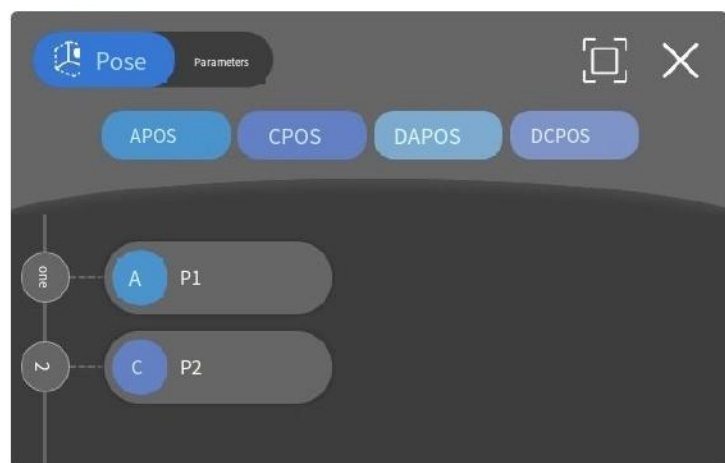 Pose Parameters
APOS CPOS DAPOS DCPOS
one A P1
2 C P2